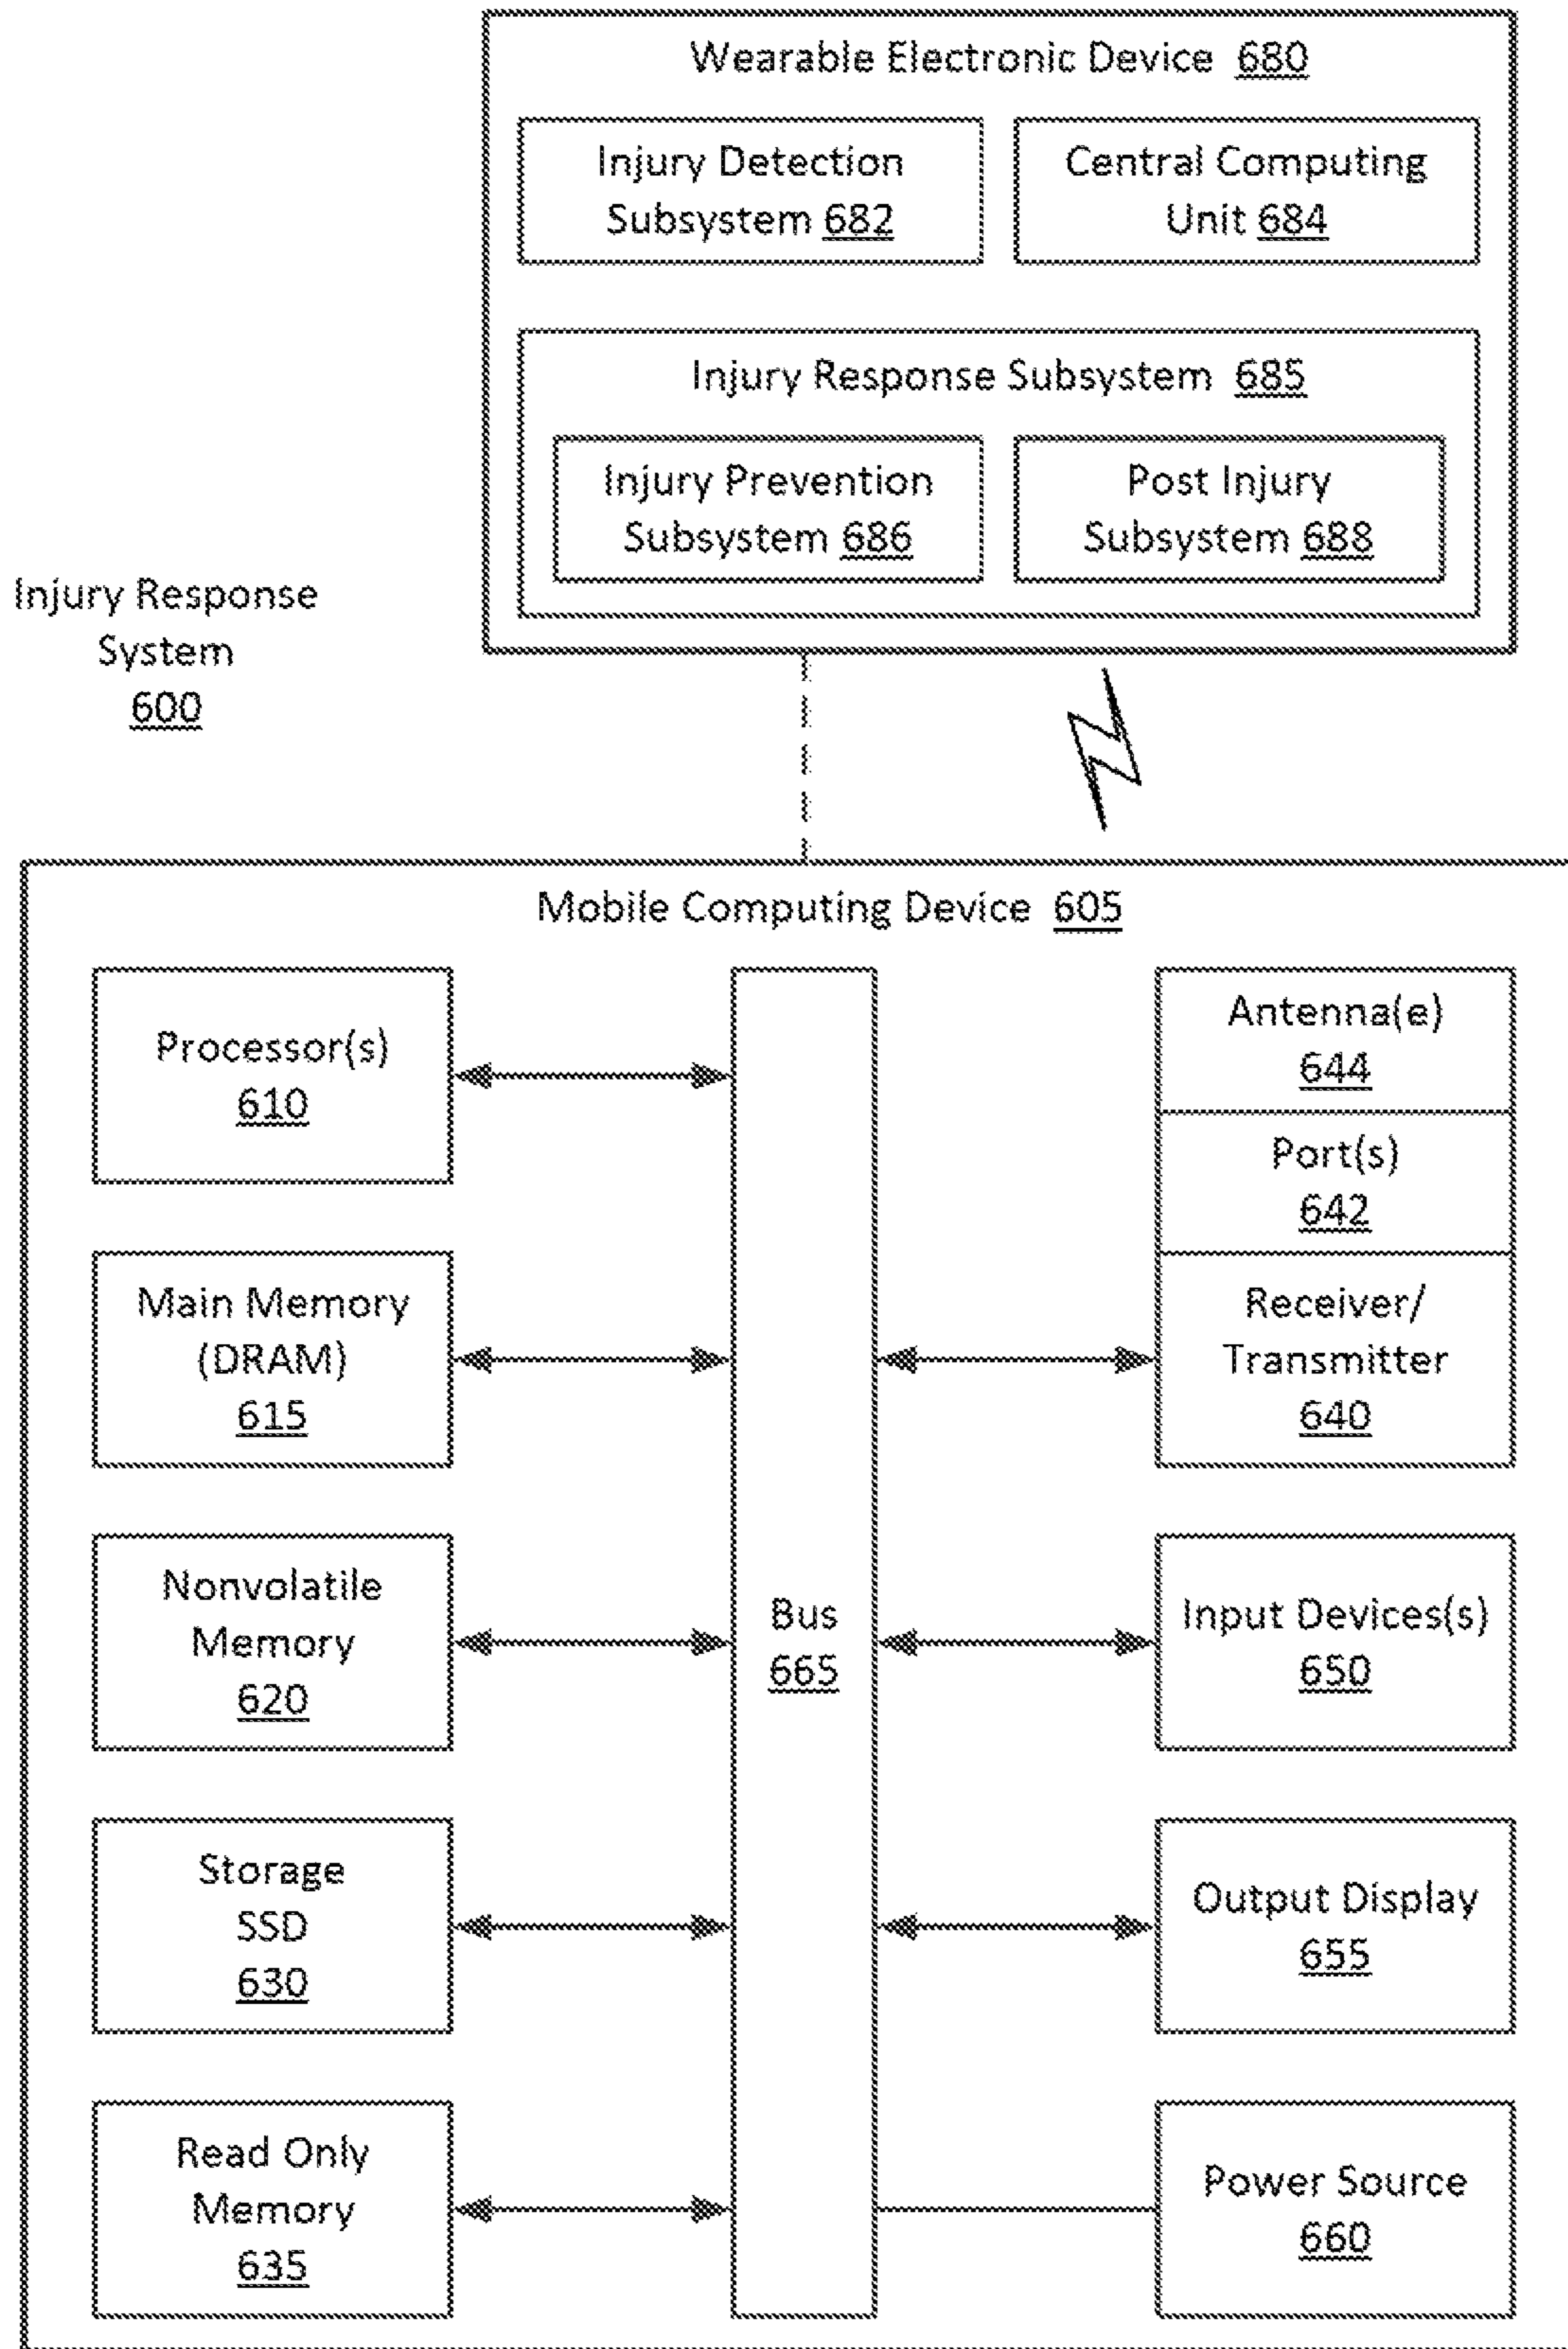 Wearable Electronic Device 680
Injury Detection
Subsystem 682
Central Computing
Unit 684
Injury Response Subsystem 685
Injury Prevention
Subsystem 686
Post Injury
Subsystem 688
Injury Response
System
600
Mobile Computing Device 605
Processor(s)
610
Main Memory
(DRAM)
615
Nonvolatile
Memory
620
Storage
SSD
630
Read Only
Memory
635
Bus
665
Antenna(e)
644
Port(s)
642
Receiver/
Transmitter
640
Input Devices(s)
650
Output Display
655
Power Source
660